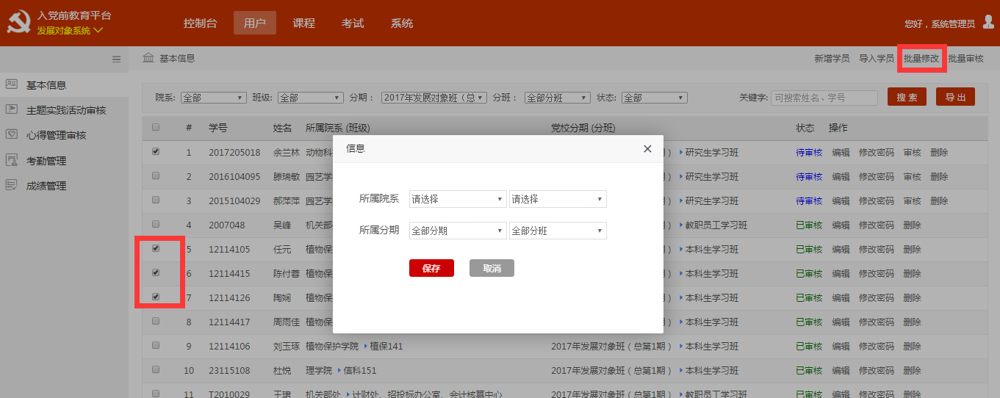 入党前教育平台
发展对象系统
控制台 用户 课程 考试 系统
您好，系统管理员
基本信息
新增学员 导入学员 批量修改 批量审核
基本信息
主题实践活动审核
心得管理审核
考勤管理
成绩管理
院系: 全部 班级: 全部 分期： 2017年发展对象班（总 分班： 全部分班 状态: 全部 关键字: 可搜索姓名、学号 搜 索 导 出
# 学号 姓名 所属院系 (班级) 党校分期 (分班) 状态 操作
1 2017205018 余兰林 动物科 ）研究生学习班 待审核 编辑 修改密码 审核 删除
2 2016104095 滕瑞敏 园艺学 ）研究生学习班 待审核 编辑 修改密码 审核 删除
3 2015104029 郝萍萍 园艺学 ）研究生学习班 待审核 编辑 修改密码 审核 删除
4 2007048 吴峰 机关部 ）教职员工学习班 已审核 编辑 修改密码 删除
5 12114105 任元 植物保 ）本科生学习班 已审核 编辑 修改密码 删除
6 12114415 陈付蓉 植物保 ）本科生学习班 已审核 编辑 修改密码 删除
7 12114126 陶娴 植物保 ）本科生学习班 已审核 编辑 修改密码 删除
8 12114417 周雨佳 植物保 ）本科生学习班 已审核 编辑 修改密码 删除
9 12114106 刘玉琢 植物保护学院 植保141 2017年发展对象班（总第1期） 本科生学习班 已审核 编辑 修改密码 删除
10 23115108 杜悦 理学院 信科151 2017年发展对象班（总第1期） 本科生学习班 已审核 编辑 修改密码 删除
11 T2010029 王珺 机关部处 计财处、招投标办公室、会计核算中心 2017年发展对象班（总第1期） 教职员工学习班 已审核 编辑 修改密码 删除
信息
所属院系 请选择 请选择
所属分期 全部分期 全部分班
保存 取消